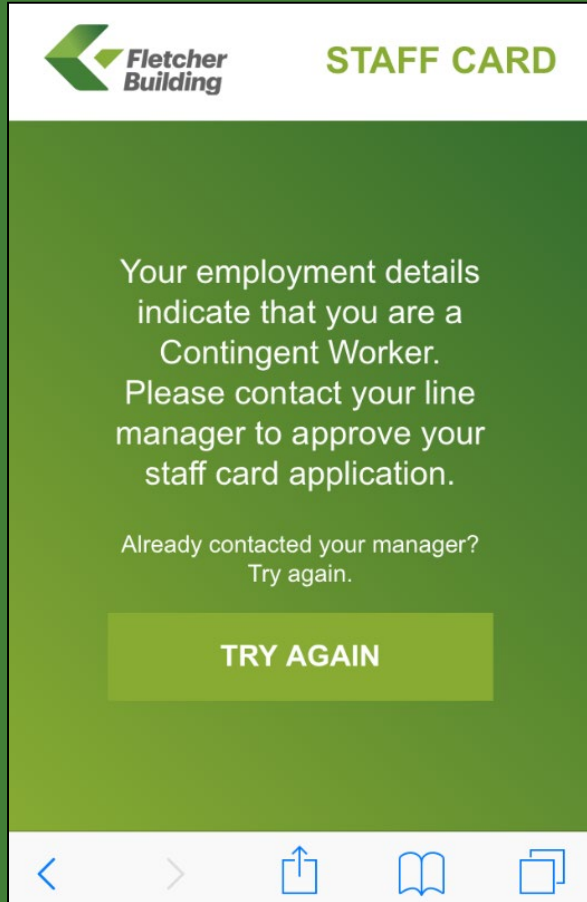 Fletcher
Building
STAFF CARD
Your employment details
indicate that you are a
Contingent Worker.
Please contact your line
manager to approve your
staff card application.
Already contacted your manager?
Try again.
TRY AGAIN